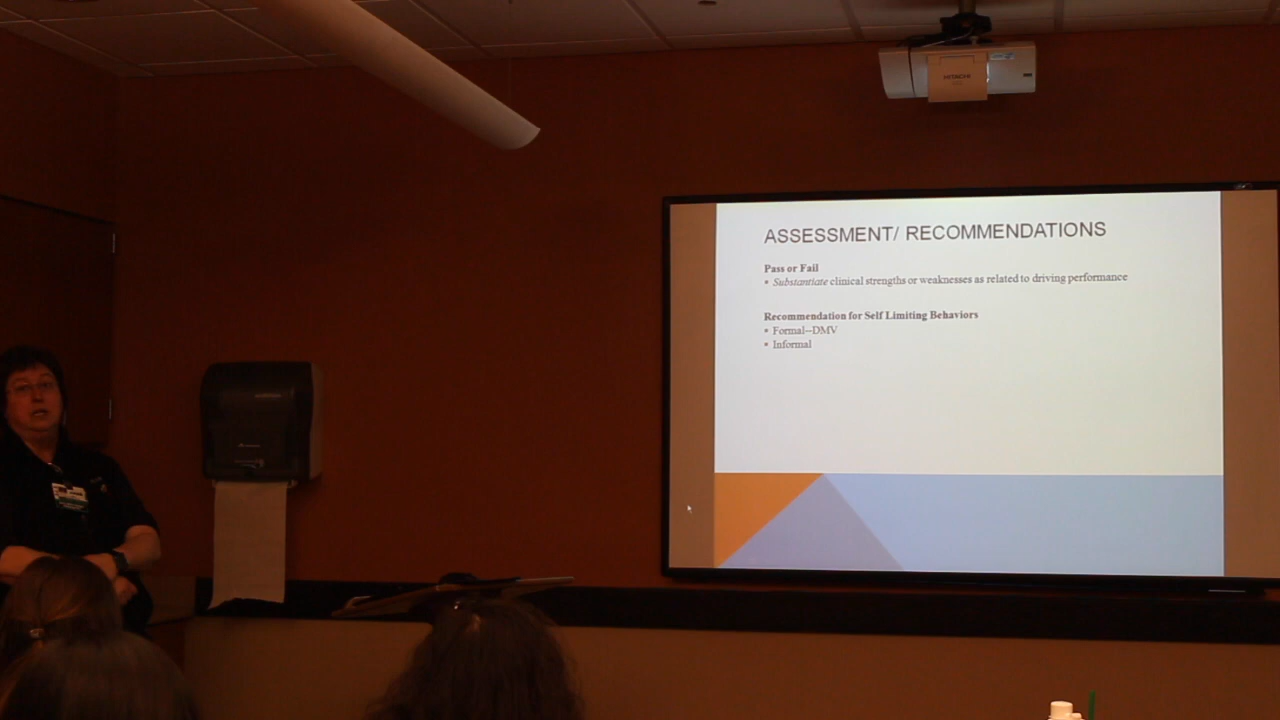 HITACHI
ASSESSMENT/ RECOMMENDATIONS
Pass or Fail
▪ Substantiate clinical strengths or weaknesses as related to driving performance
Recommendation for Self Limiting Behaviors
▪ Formal--DMV
▪ Informal